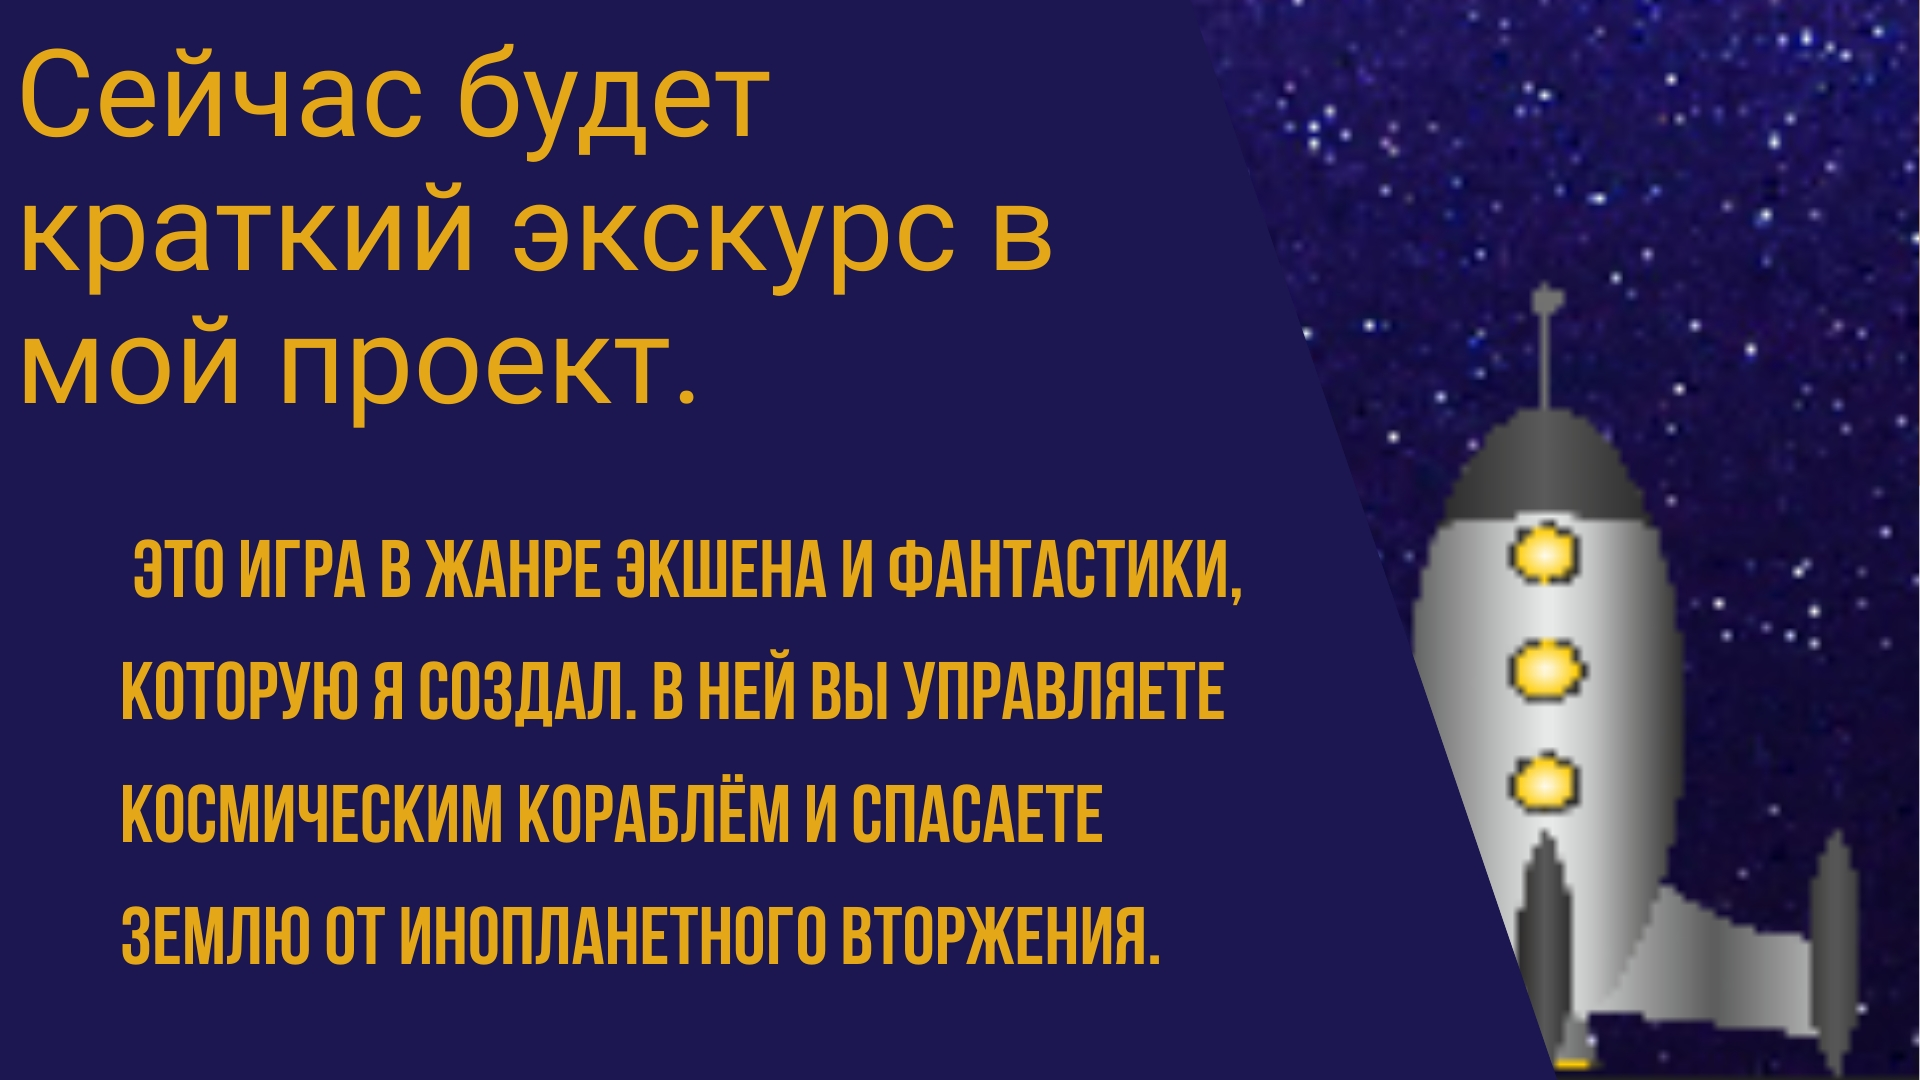 Сейчас будет
краткий экскурс в
мой проект.
ЭТО ИГРА В ЖАНРЕ ЭКШЕНА И ФАНТАСТИКИ,
КОТОРУЮ Я СОЗДАЛ. В НЕЙ ВЫ УПРАВЛЯЕТЕ
КОСМИЧЕСКИМ КОРАБЛЁМ И СПАСАЕТЕ
ЗЕМЛЮ ОТ ИНОПЛАНЕТНОГО ВТОРЖЕНИЯ.